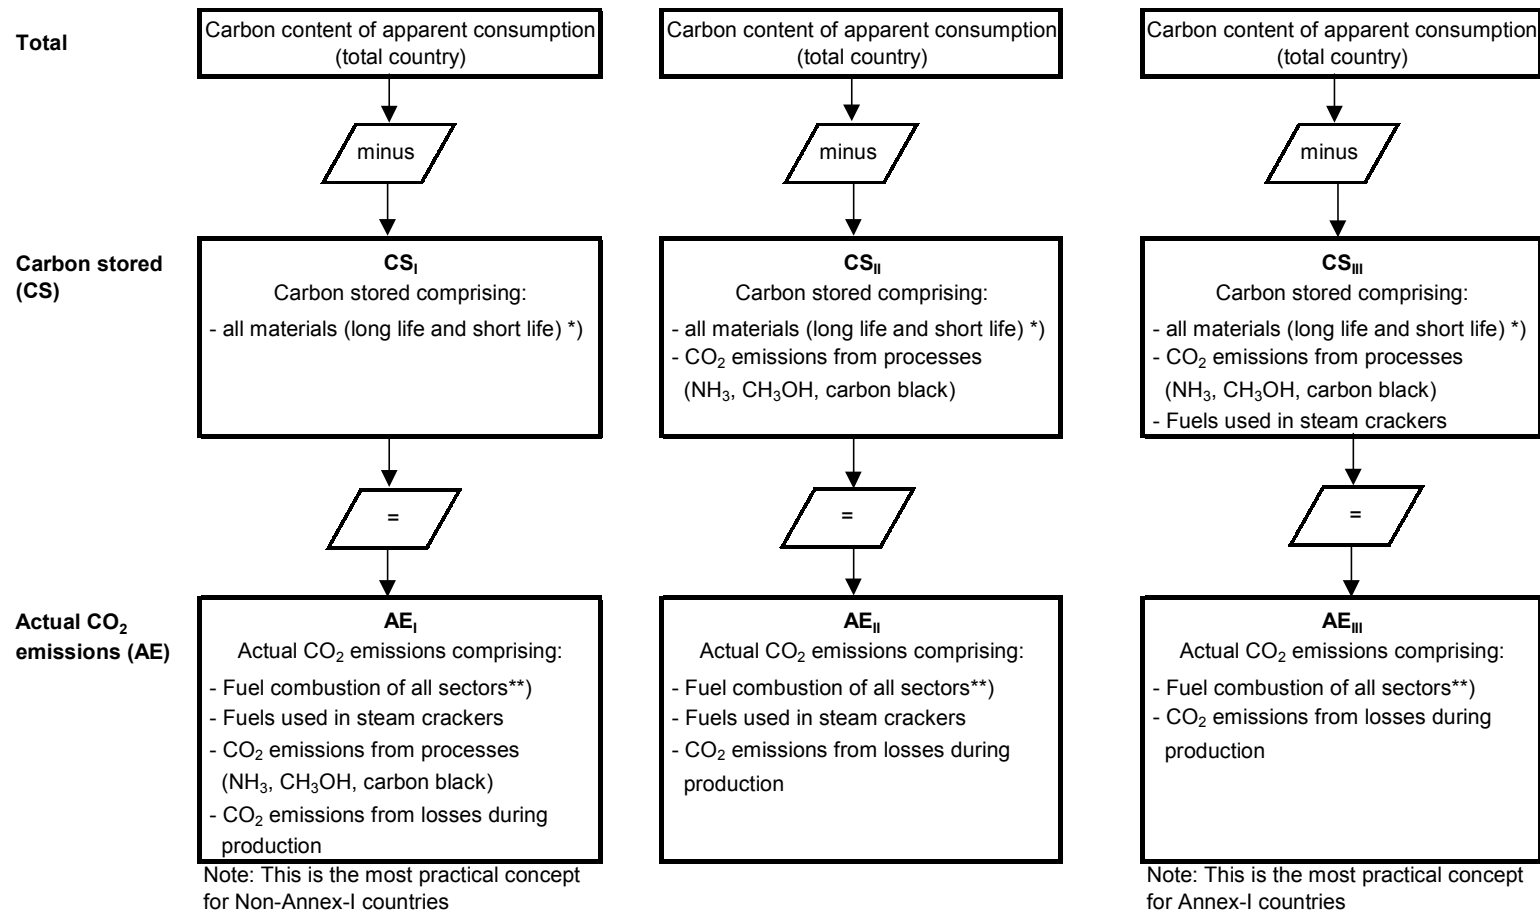 Total
Carbon content of apparent consumption
(total country)
Carbon content of apparent consumption
(total country)
Carbon content of apparent consumption
(total country)
minus
minus
minus
Carbon stored
(CS)
CS_I
Carbon stored comprising:
- all materials (long life and short life) *)
CS_II
Carbon stored comprising:
- all materials (long life and short life) *)
- CO₂ emissions from processes
(NH₃, CH₃OH, carbon black)
CS_III
Carbon stored comprising:
- all materials (long life and short life) *)
- CO₂ emissions from processes
(NH₃, CH₃OH, carbon black)
- Fuels used in steam crackers
=
=
=
Actual CO₂
emissions (AE)
AE_I
Actual CO₂ emissions comprising:
- Fuel combustion of all sectors**)
- Fuels used in steam crackers
- CO₂ emissions from processes
(NH₃, CH₃OH, carbon black)
- CO₂ emissions from losses during
production
Note: This is the most practical concept
for Non-Annex-I countries
AE_II
Actual CO₂ emissions comprising:
- Fuel combustion of all sectors**)
- Fuels used in steam crackers
- CO₂ emissions from losses during
production
AE_III
Actual CO₂ emissions comprising:
- Fuel combustion of all sectors**)
- CO₂ emissions from losses during
production
Note: This is the most practical concept
for Annex-I countries